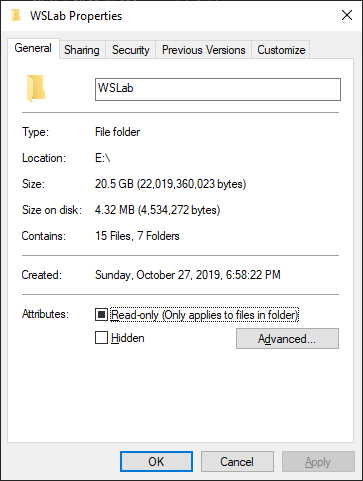 WSLab Properties
General Sharing Security Previous Versions Customize
WSLab
Type: File folder
Location: E:\
Size: 20.5 GB (22,019,360,023 bytes)
Size on disk: 4.32 MB (4,534,272 bytes)
Contains: 15 Files, 7 Folders
Created: Sunday, October 27, 2019, 6:58:22 PM
Attributes: Read-only (Only applies to files in folder)
Hidden Advanced...
OK Cancel Apply